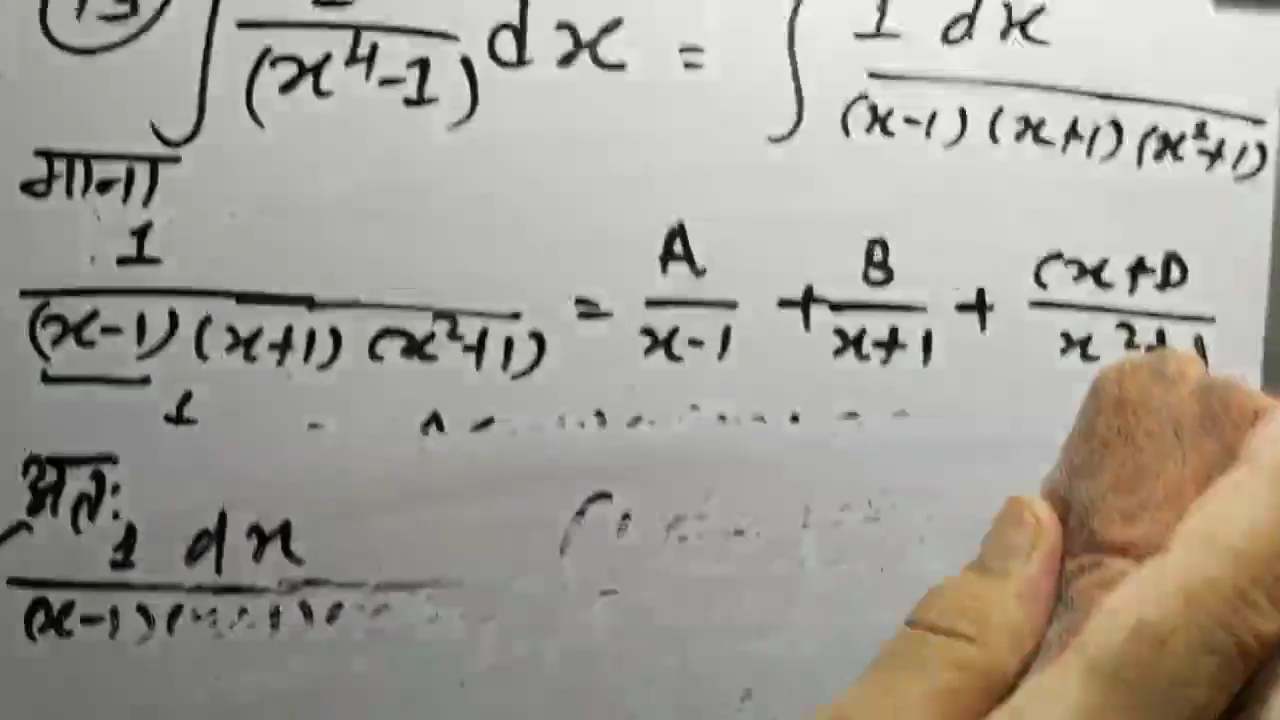 ∫ 1/(x⁴-1) dx = ∫ 1 dx/(x-1)(x+1)(x²+1)
माना
1/(x-1)(x+1)(x²+1) = A/x-1 + B/x+1 + Cx+D/x²+1
1
अतः
1 dx
(x-1)